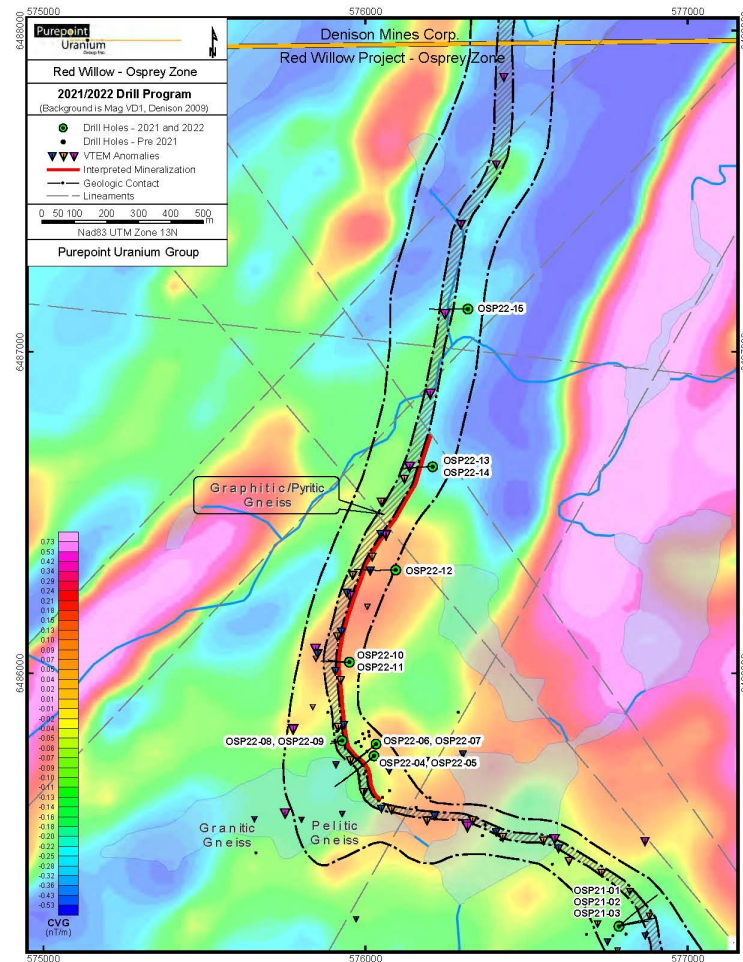 575000
576000
577000
6488000
Purepoint
Uranium
Group Inc.
Red Willow - Osprey Zone
2021/2022 Drill Program
(Background is Mag VD1, Denison 2009)
Drill Holes - 2021 and 2022
Drill Holes - Pre 2021
VTEM Anomalies
Interpreted Mineralization
Geologic Contact
Lineaments
0 50 100 200 300 400 500
m
Nad83 UTM Zone 13N
Purepoint Uranium Group
Denison Mines Corp.
Red Willow Project - Osprey Zone
OSP22-15
6487000
OSP22-13
OSP22-14
Graphitic/Pyritic
Gneiss
OSP22-12
OSP22-10
OSP22-11
6486000
OSP22-08, OSP22-09
OSP22-06, OSP22-07
OSP22-04, OSP22-05
Granitic
Gneiss
Pelitic
Gneiss
OSP21-01
OSP21-02
OSP21-03
0.73
0.53
0.42
0.34
0.29
0.24
0.21
0.18
0.15
0.13
0.10
0.09
0.07
0.05
0.04
0.02
0.01
-0.01
-0.02
-0.04
-0.05
-0.06
-0.07
-0.09
-0.10
-0.11
-0.13
-0.14
-0.16
-0.18
-0.20
-0.22
-0.25
-0.28
-0.32
-0.36
-0.43
-0.53
CVG
(nT/m)
575000
576000
577000